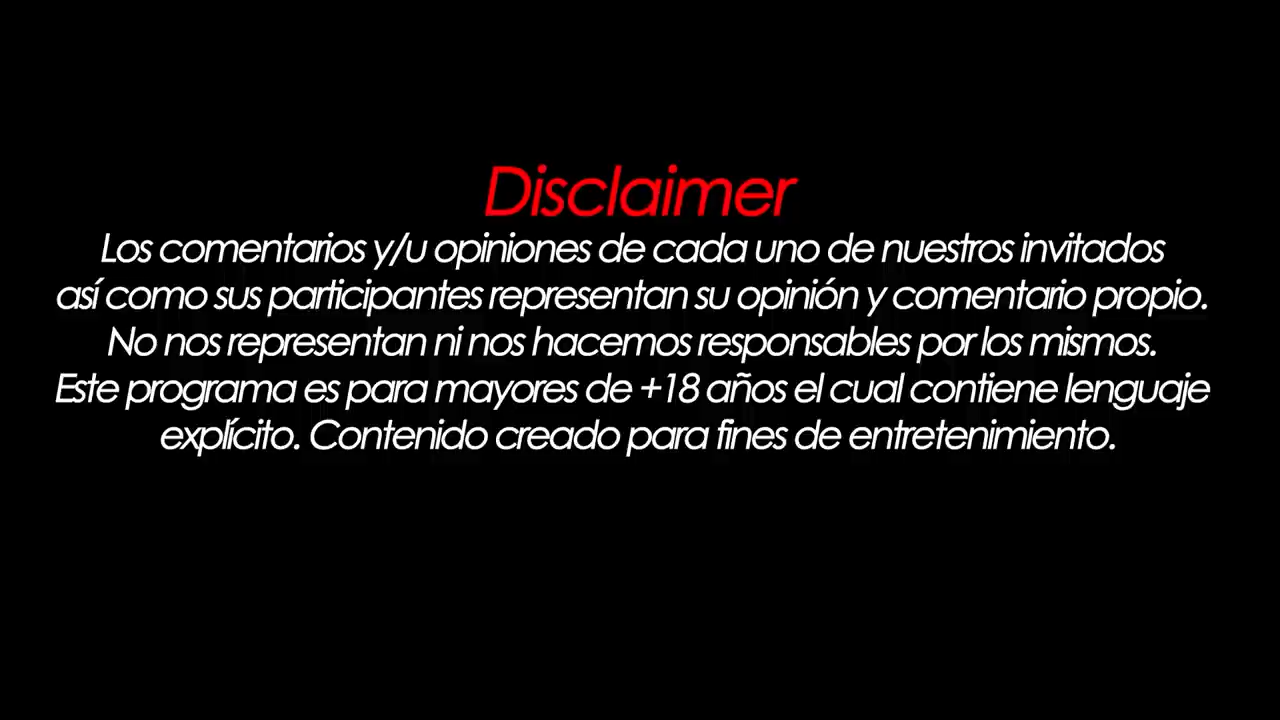 Disclaimer
Los comentarios y/u opiniones de cada uno de nuestros invitados
así como sus participantes representan su opinión y comentario propio.
No nos representan ni nos hacemos responsables por los mismos.
Este programa es para mayores de +18 años el cual contiene lenguaje
explícito. Contenido creado para fines de entretenimiento.